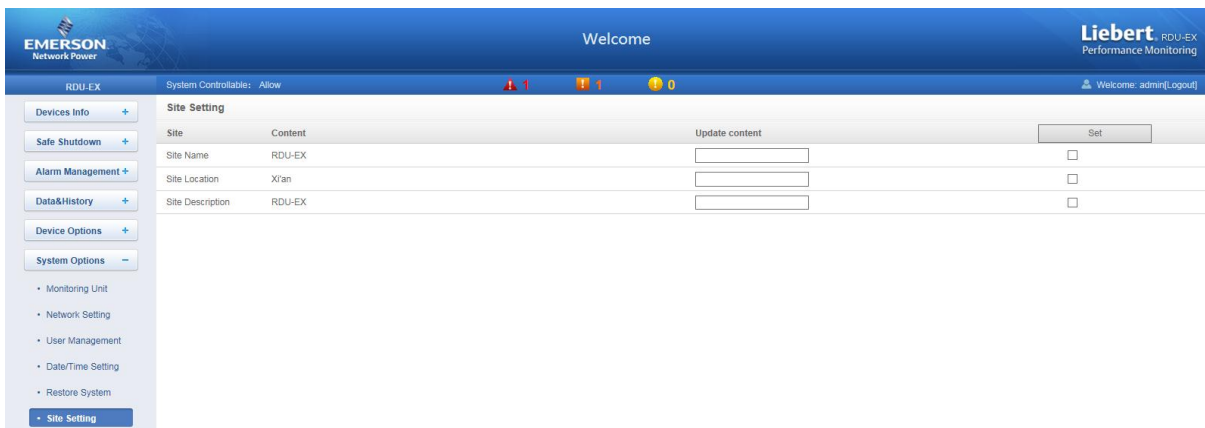 EMERSON.
Network Power
Welcome
Liebert® RDU-EX
Performance Monitoring
RDU-EX
System Controllable: Allow
1
1
0
Welcome: admin[Logout]
Devices Info +
Safe Shutdown +
Alarm Management +
Data&History +
Device Options +
System Options −
• Monitoring Unit
• Network Setting
• User Management
• Date/Time Setting
• Restore System
• Site Setting
Site Setting
Site Content Update content Set
Site Name RDU-EX
Site Location Xi'an
Site Description RDU-EX